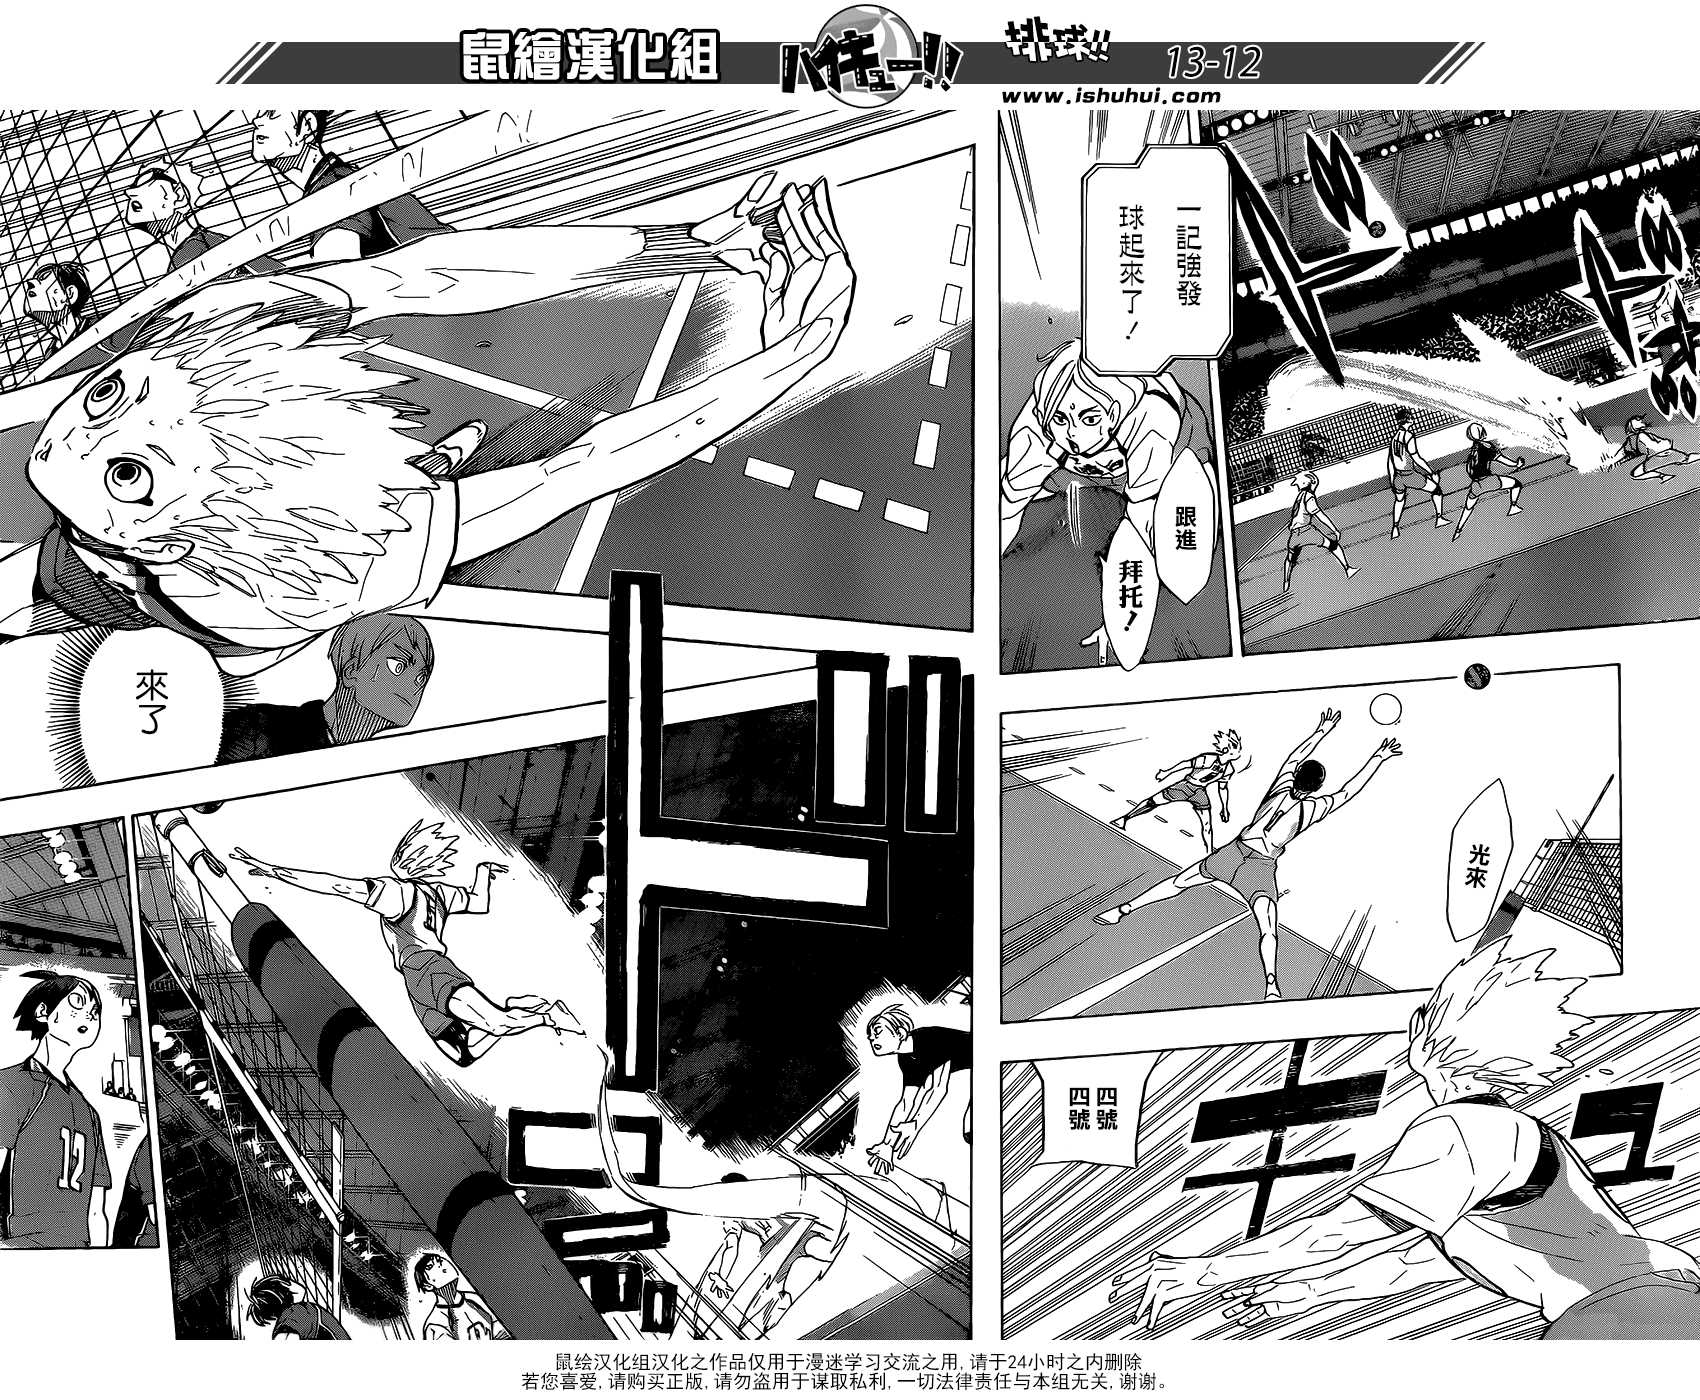 鼠繪漢化組
ハイキュー!!
排球!!
13-12
www.ishuhui.com
一記強發
球起來了！
跟進
拜托！
光來
四號
四號
キュ
來了
12
鼠绘汉化组汉化之作品仅用于漫迷学习交流之用,请于24小时之内删除
若您喜爱,请购买正版,请勿盗用于谋取私利,一切法律责任与本组无关,谢谢。